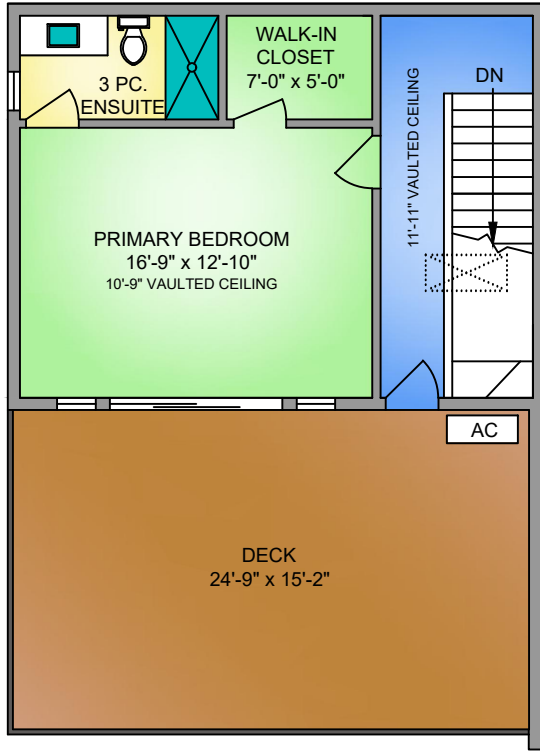 3 PC.
ENSUITE
WALK-IN
CLOSET
7'-0" x 5'-0"
DN
11'-11" VAULTED CEILING
PRIMARY BEDROOM
16'-9" x 12'-10"
10'-9" VAULTED CEILING
AC
DECK
24'-9" x 15'-2"